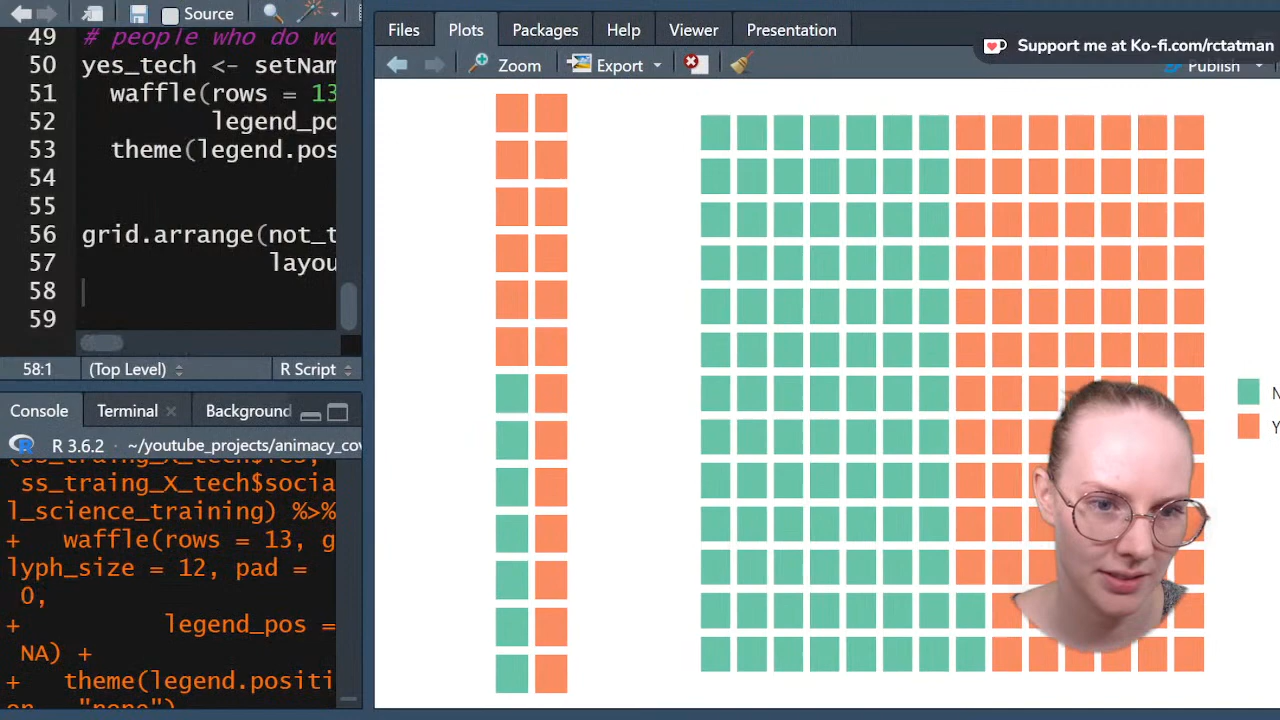 Source
49 # people who do wo
50 yes_tech <- setNam
51 waffle(rows = 13
52 legend_po
53 theme(legend.pos
54
55
56 grid.arrange(not_t
57 layou
58
59
58:1 (Top Level) R Script
Console Terminal Background
R 3.6.2 · ~/youtube_projects/animacy_cov
ss_traing_X_tech$socia
l_science_training) %>%
+ waffle(rows = 13, g
lyph_size = 12, pad =
0,
+ legend_pos =
NA) +
+ theme(legend.positi
Files Plots Packages Help Viewer Presentation
Zoom Export Publish
Support me at Ko-fi.com/rctatman
N
Y